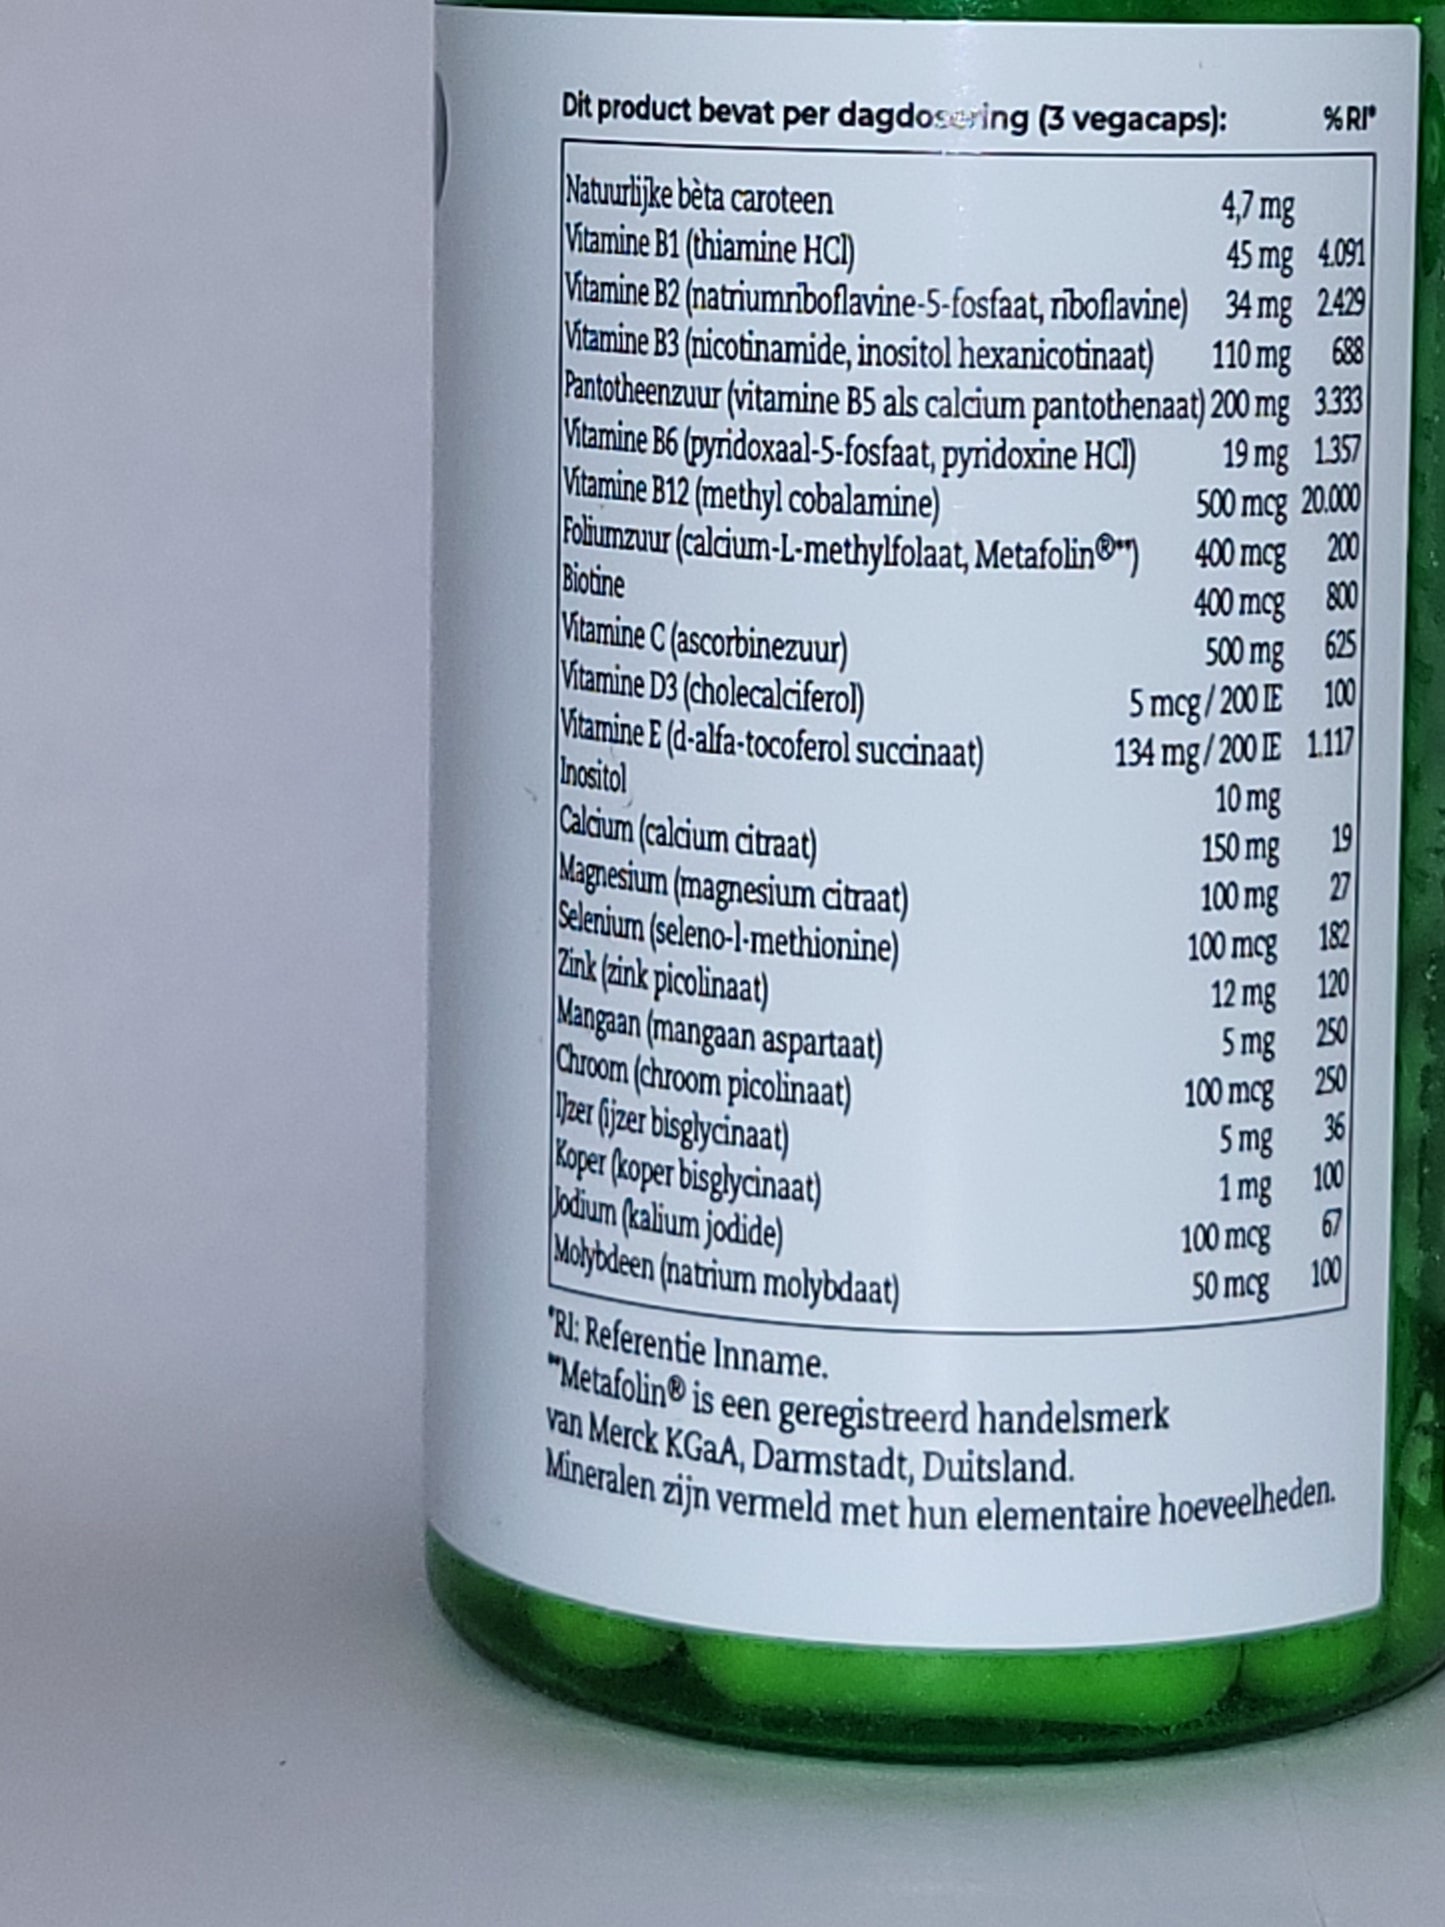 Dit product bevat per dagdosering (3 vegacaps): %RI*
Natuurlijke bèta caroteen 4,7 mg
Vitamine B1 (thiamine HCl) 45 mg 4.091
Vitamine B2 (natriumriboflavine-5-fosfaat, riboflavine) 34 mg 2.429
Vitamine B3 (nicotinamide, inositol hexanicotinaat) 110 mg 688
Pantotheenzuur (vitamine B5 als calcium pantothenaat) 200 mg 3.333
Vitamine B6 (pyridoxaal-5-fosfaat, pyridoxine HCl) 19 mg 1.357
Vitamine B12 (methyl cobalamine) 500 mcg 20.000
Foliumzuur (calcium-L-methylfolaat, Metafolin®**) 400 mcg 200
Biotine 400 mcg 800
Vitamine C (ascorbinezuur) 500 mg 625
Vitamine D3 (cholecalciferol) 5 mcg / 200 IE 100
Vitamine E (d-alfa-tocoferol succinaat) 134 mg / 200 IE 1.117
Inositol 10 mg
Calcium (calcium citraat) 150 mg 19
Magnesium (magnesium citraat) 100 mg 27
Selenium (seleno-l-methionine) 100 mcg 182
Zink (zink picolinaat) 12 mg 120
Mangaan (mangaan aspartaat) 5 mg 250
Chroom (chroom picolinaat) 100 mcg 250
IJzer (ijzer bisglycinaat) 5 mg 36
Koper (koper bisglycinaat) 1 mg 100
Jodium (kalium jodide) 100 mcg 67
Molybdeen (natrium molybdaat) 50 mcg 100
*RI: Referentie Inname.
**Metafolin® is een geregistreerd handelsmerk
van Merck KGaA, Darmstadt, Duitsland.
Mineralen zijn vermeld met hun elementaire hoeveelheden.